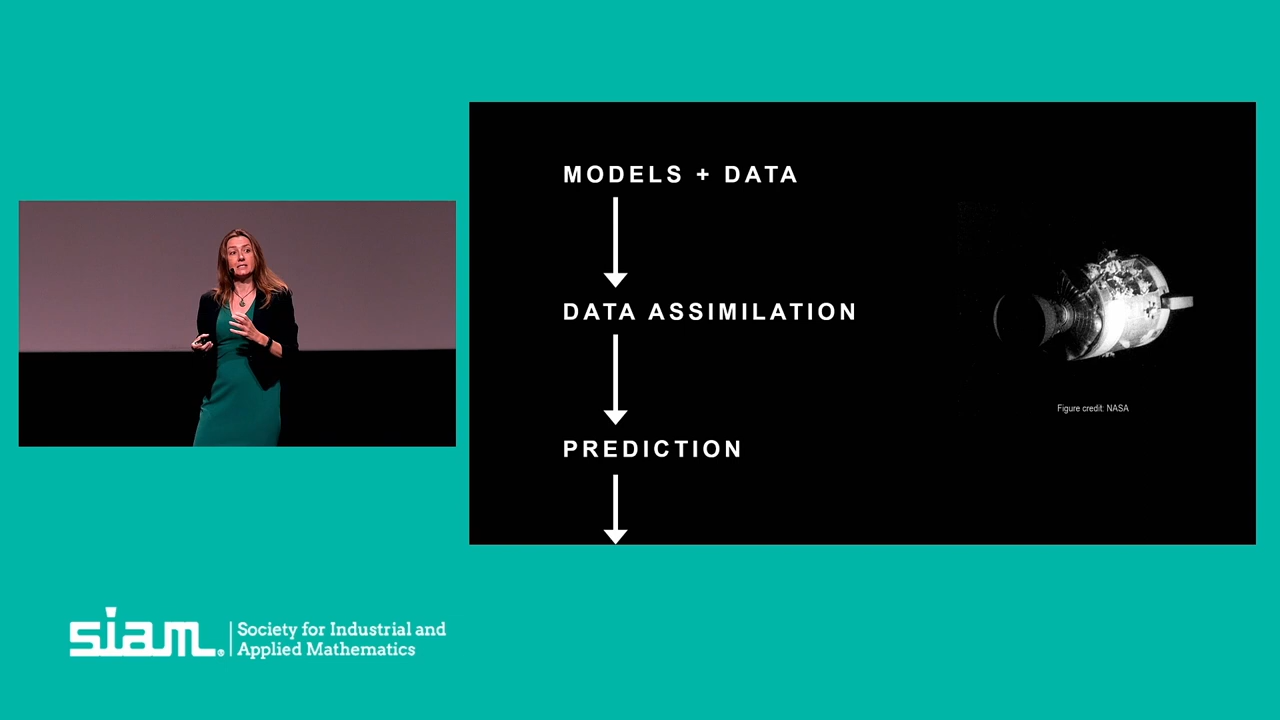 MODELS + DATA
DATA ASSIMILATION
PREDICTION
Figure credit: NASA
siam.®
Society for Industrial and
Applied Mathematics